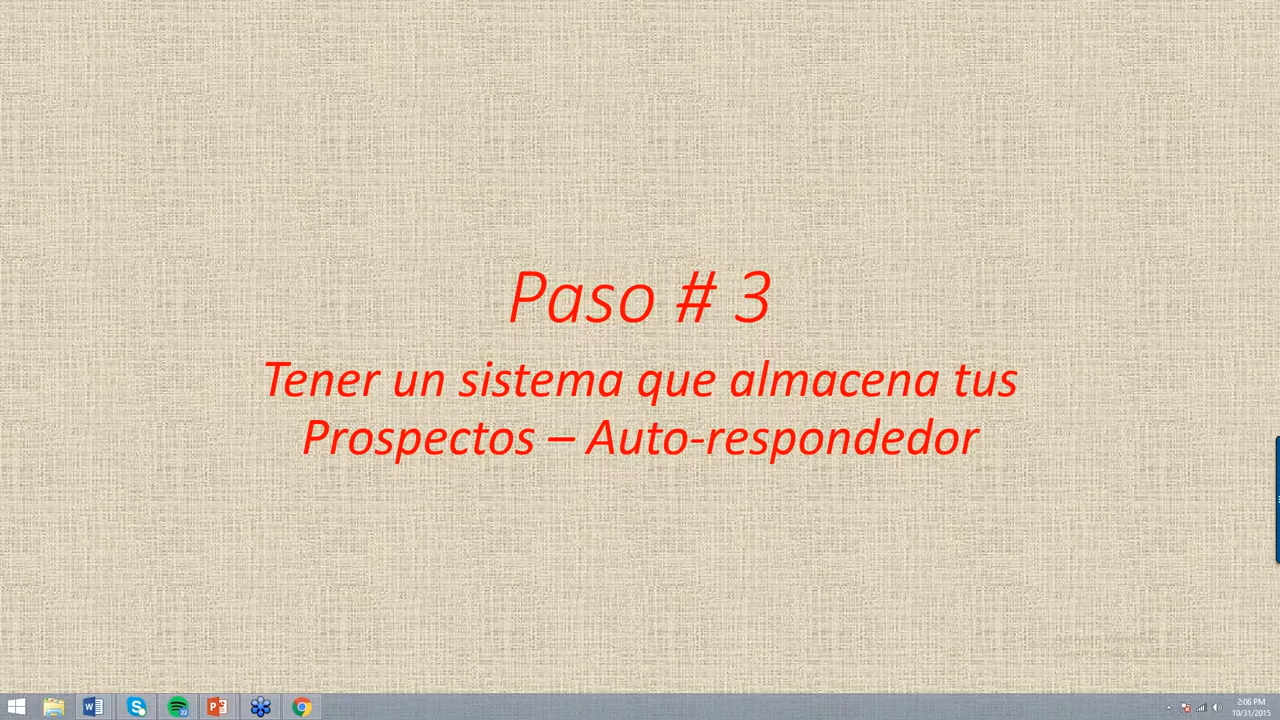 Paso # 3
Tener un sistema que almacena tus
Prospectos – Auto-respondedor
2:06 PM
10/31/2015